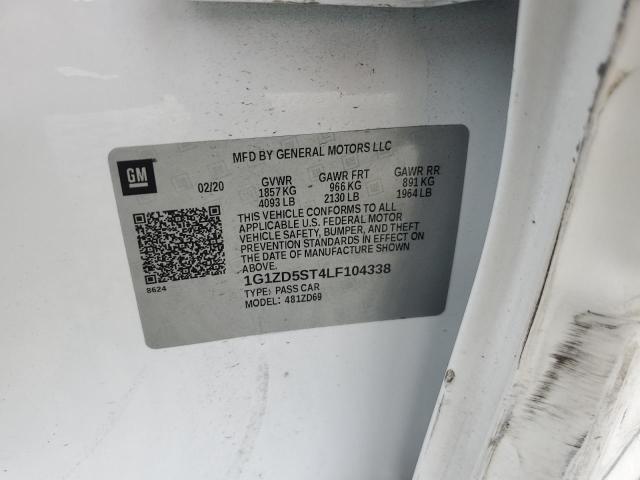 MFD BY GENERAL MOTORS LLC
GM
02/20
GVWR GAWR FRT GAWR RR
1857 KG 966 KG 891 KG
4093 LB 2130 LB 1964 LB
THIS VEHICLE CONFORMS TO ALL
APPLICABLE U.S. FEDERAL MOTOR
VEHICLE SAFETY, BUMPER, AND THEFT
PREVENTION STANDARDS IN EFFECT ON
THE DATE OF MANUFACTURE SHOWN
ABOVE.
8624
1G1ZD5ST4LF104338
TYPE: PASS CAR
MODEL: 481ZD69